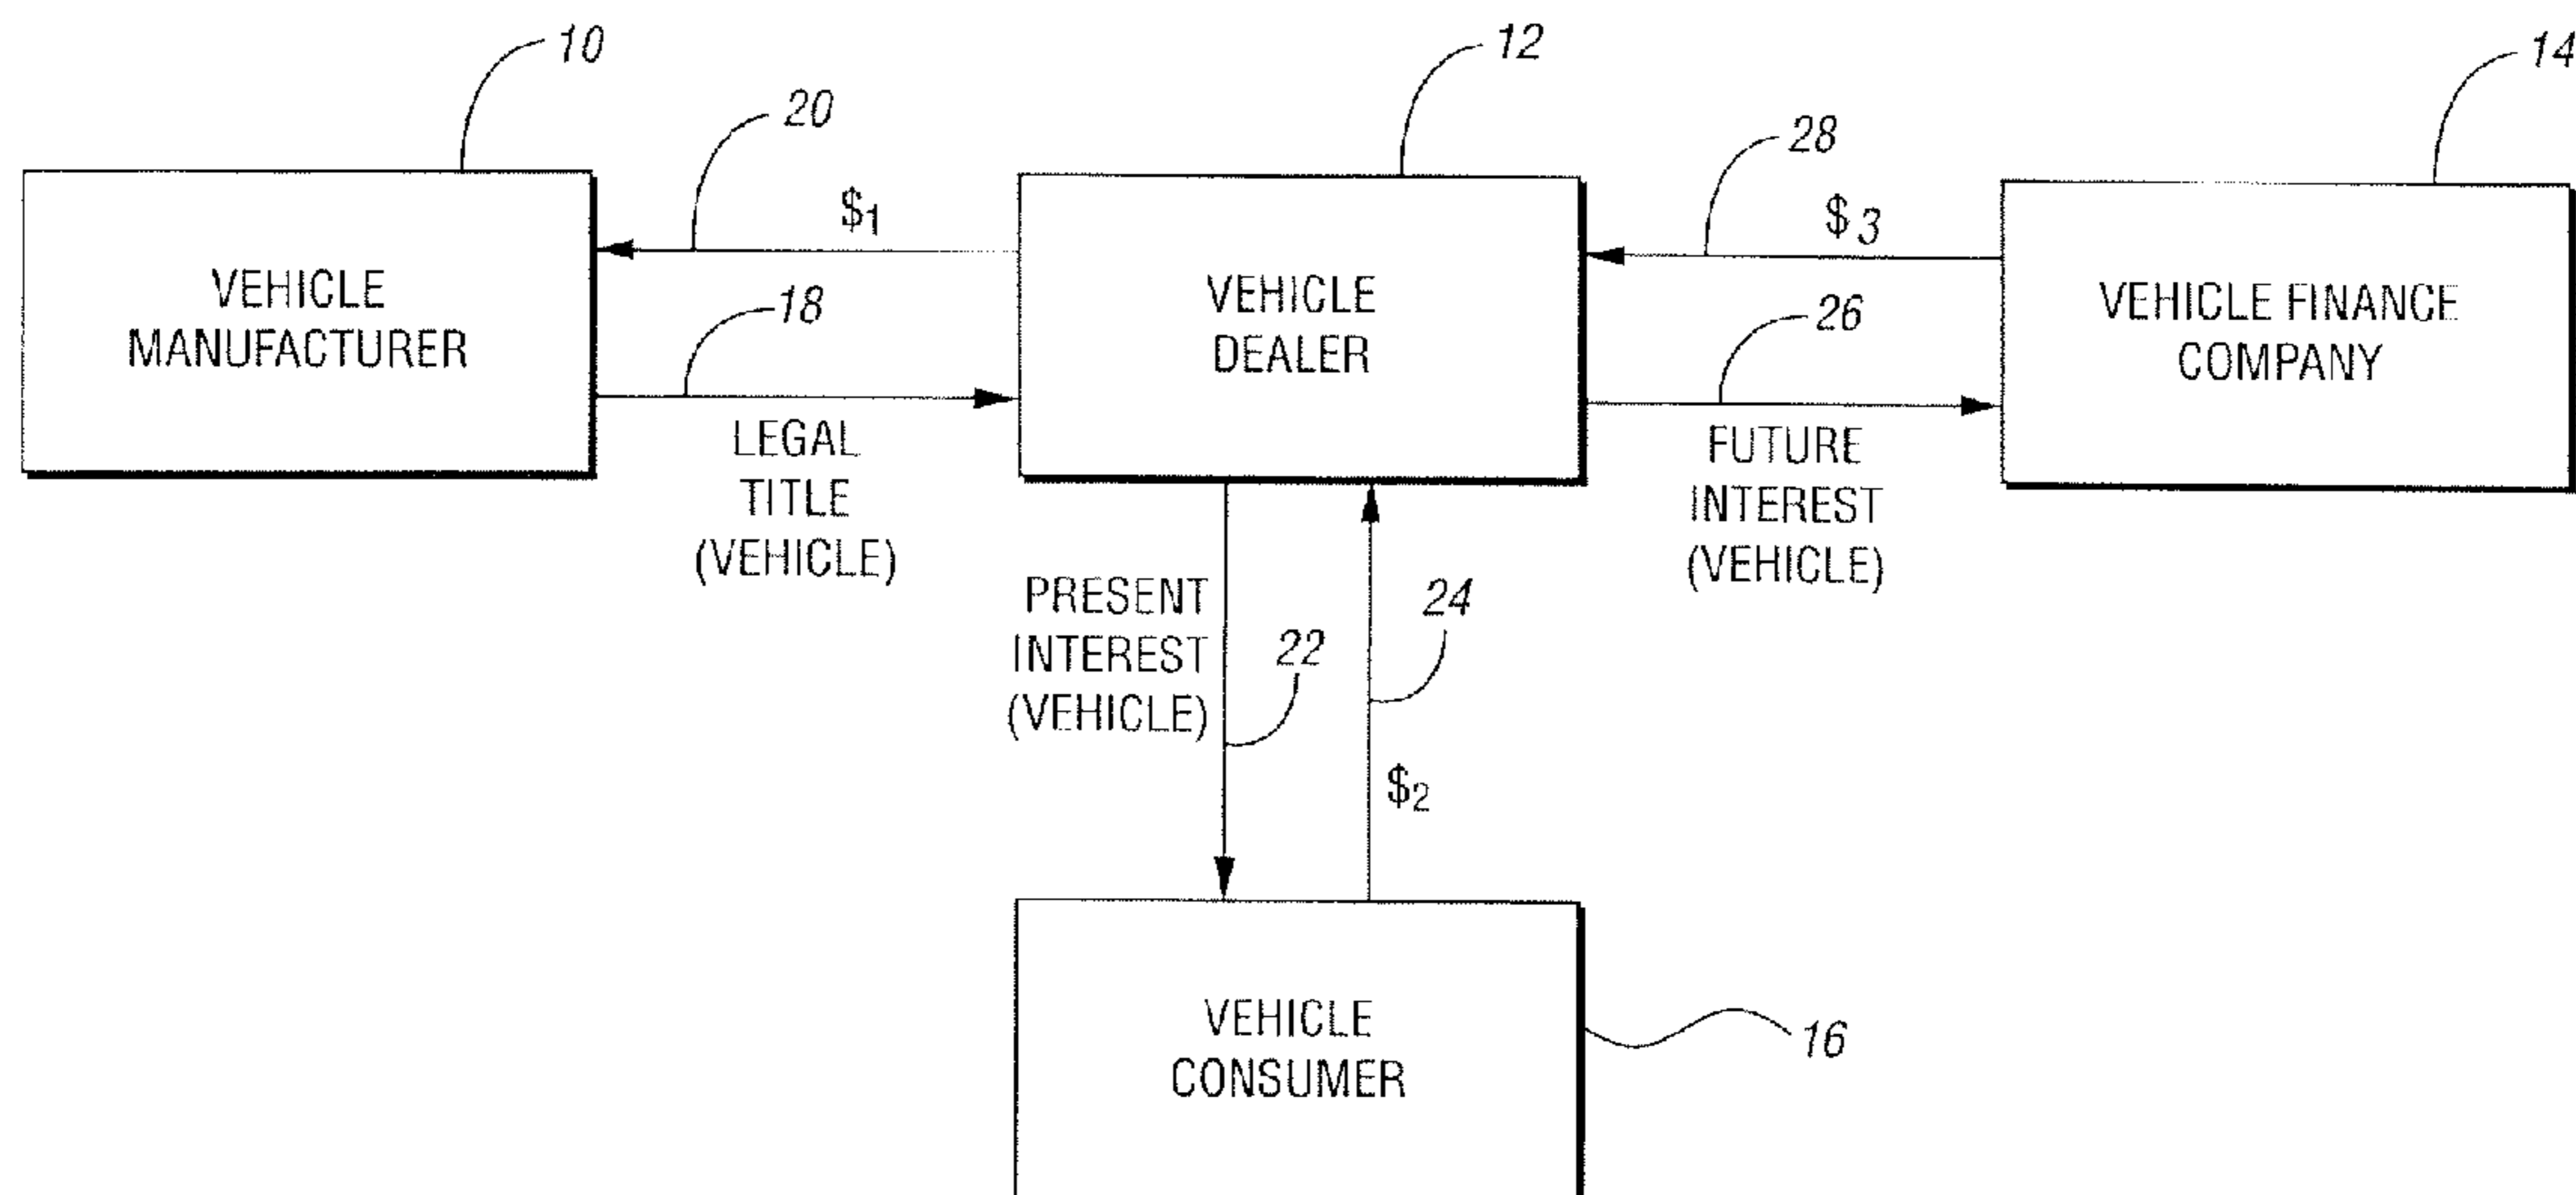 10
12
14
20
28
$1
$3
VEHICLE
MANUFACTURER
VEHICLE
DEALER
VEHICLE FINANCE
COMPANY
18
26
LEGAL
TITLE
(VEHICLE)
FUTURE
INTEREST
(VEHICLE)
PRESENT
INTEREST
(VEHICLE)
22
24
$2
VEHICLE
CONSUMER
16